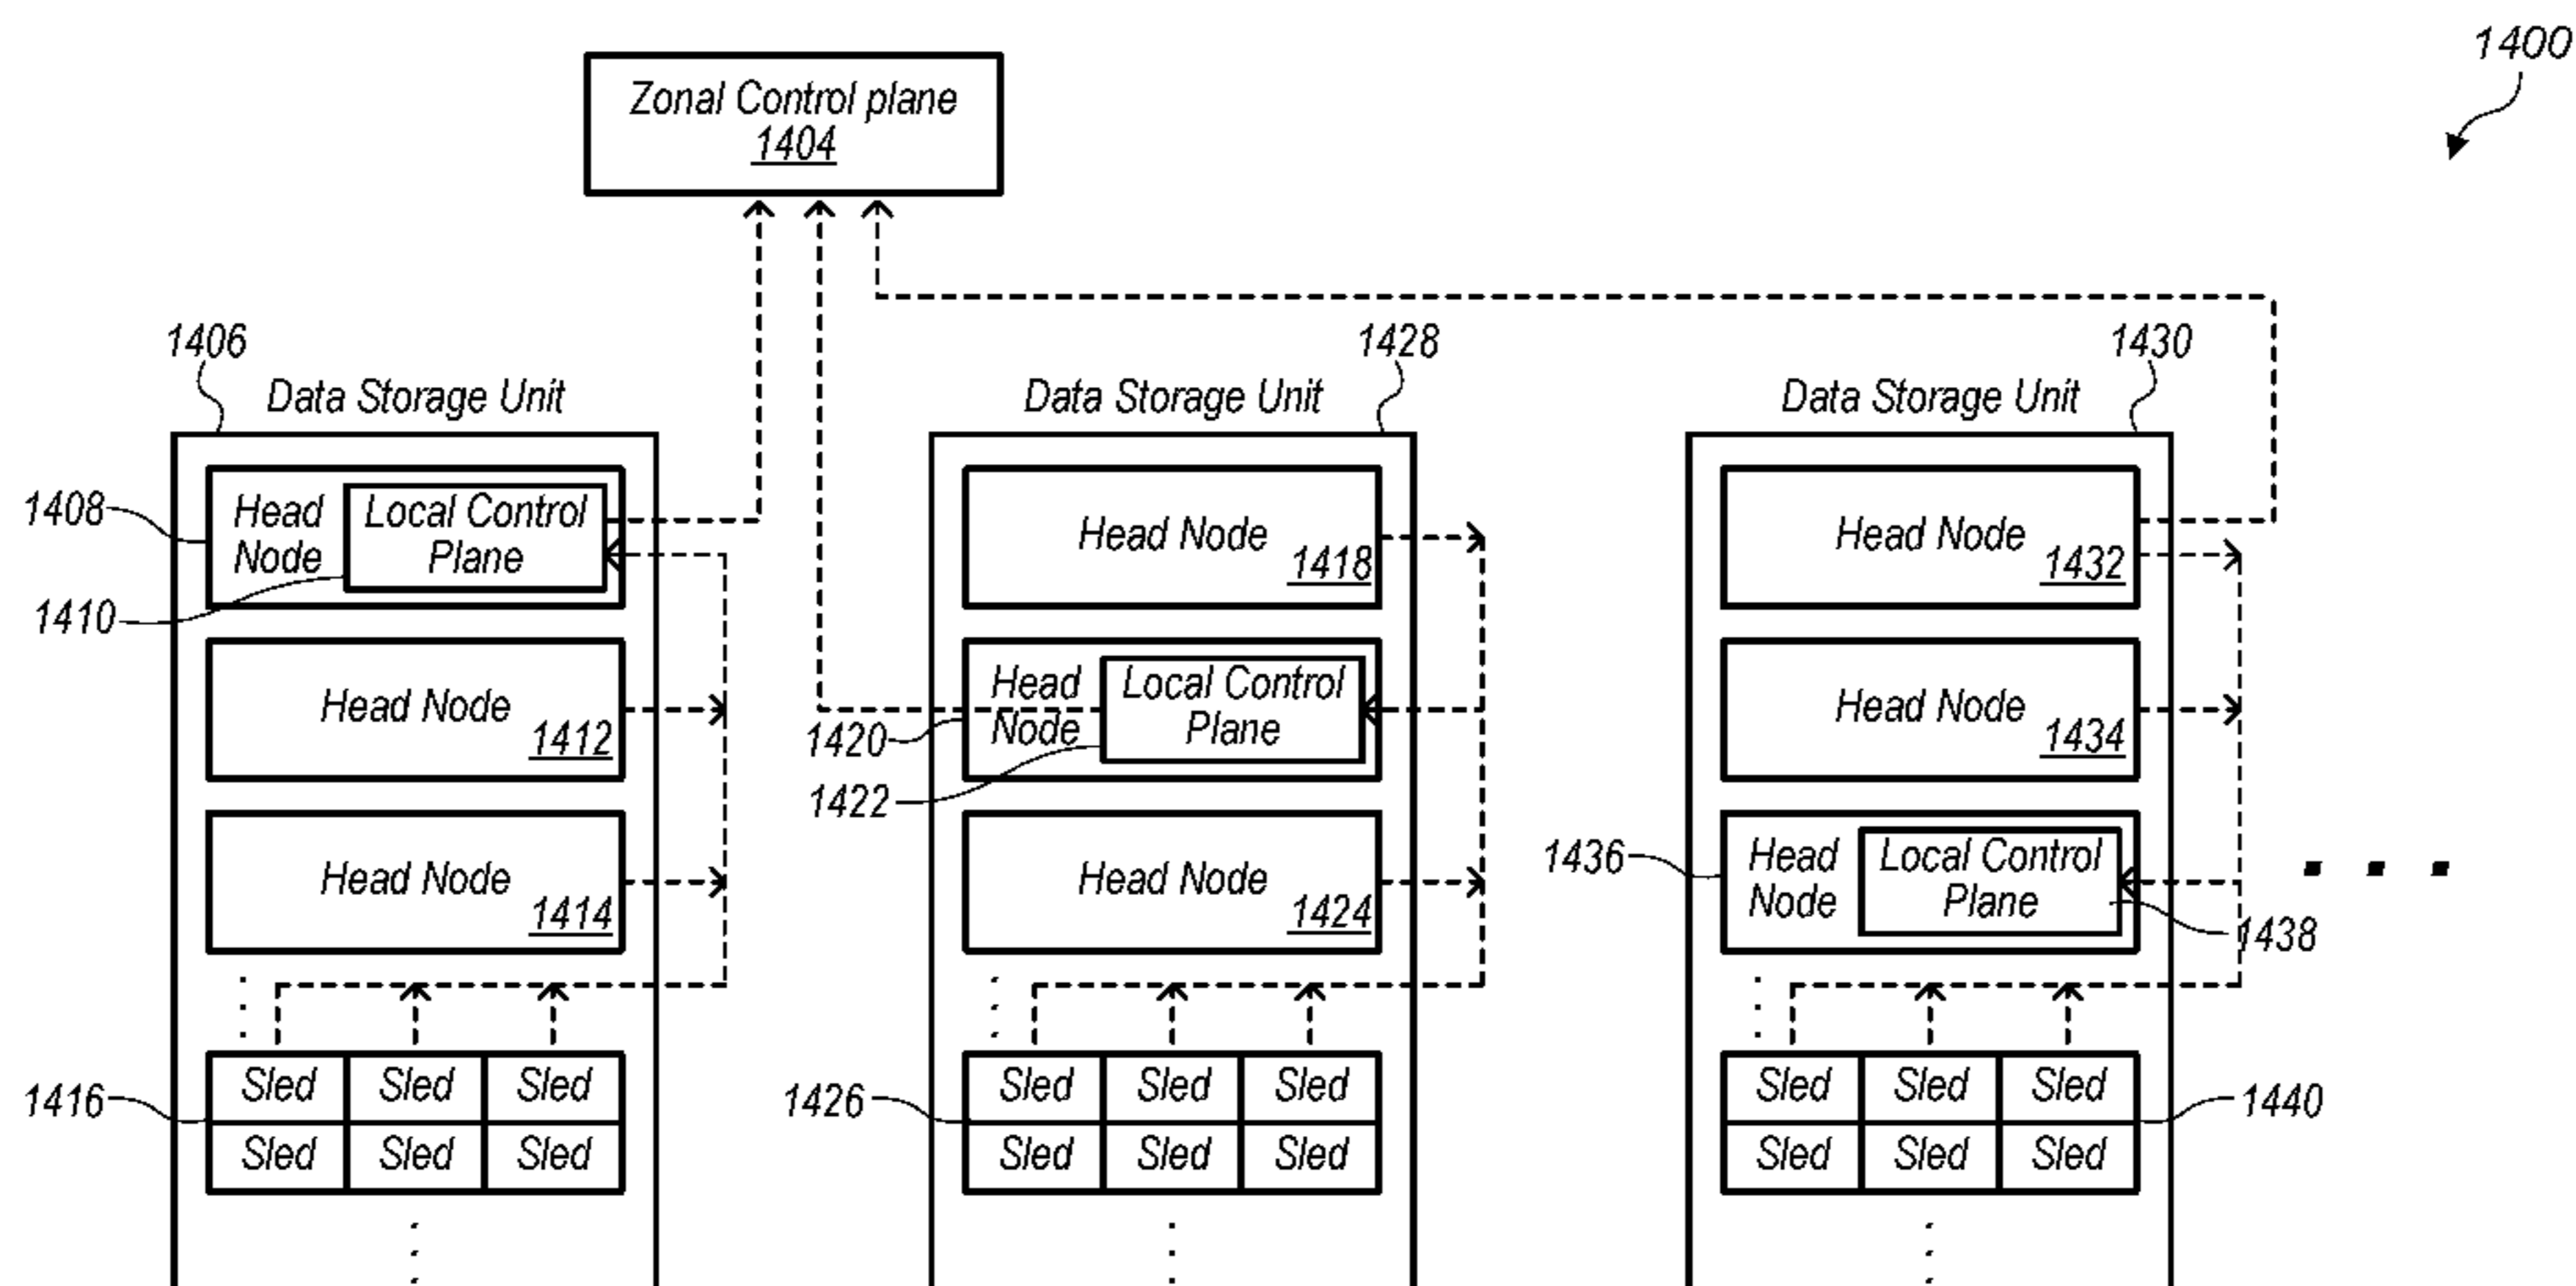 1400
Zonal Control plane
1404
1406
1428
1430
Data Storage Unit
Data Storage Unit
Data Storage Unit
1408
Head
Node
Local Control
Plane
1410
Head Node
1412
Head Node
1414
1416
Sled Sled Sled
Sled Sled Sled
Head Node
1418
1420
Head
Node
Local Control
Plane
1422
Head Node
1424
1426
Sled Sled Sled
Sled Sled Sled
Head Node
1432
Head Node
1434
1436
Head
Node
Local Control
Plane
1438
Sled Sled Sled
Sled Sled Sled
1440